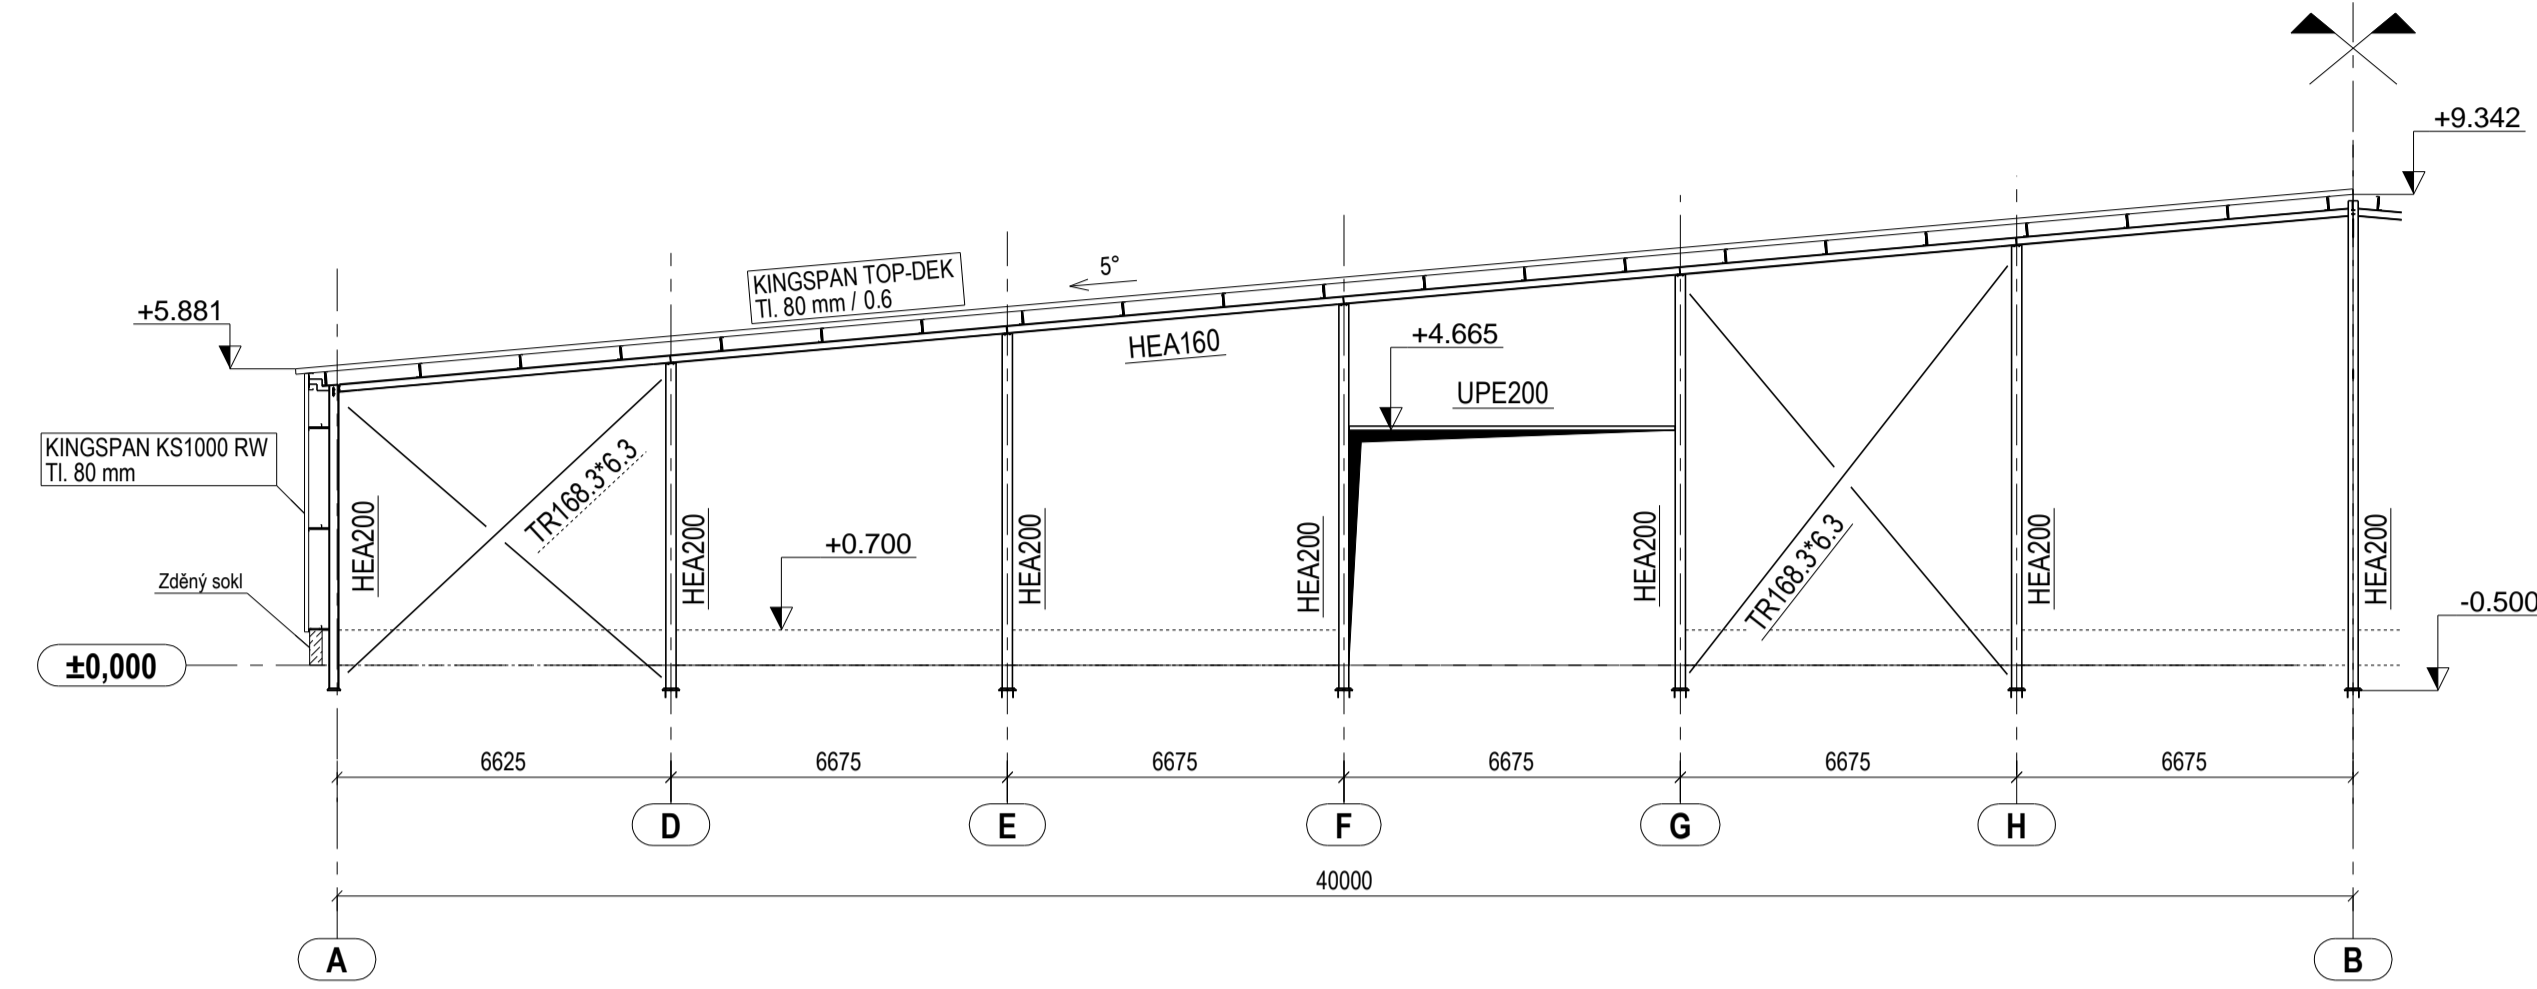 +9.342
KINGSPAN TOP-DEK
Tl. 80 mm / 0.6
5°
+5.881
HEA160
+4.665
UPE200
KINGSPAN KS1000 RW
Tl. 80 mm
TR168.3*6.3
+0.700
HEA200
HEA200
HEA200
HEA200
HEA200
TR168.3*6.3
HEA200
HEA200
Zděný sokl
-0.500
±0,000
6625
6675
6675
6675
6675
6675
D
E
F
G
H
40000
A
B